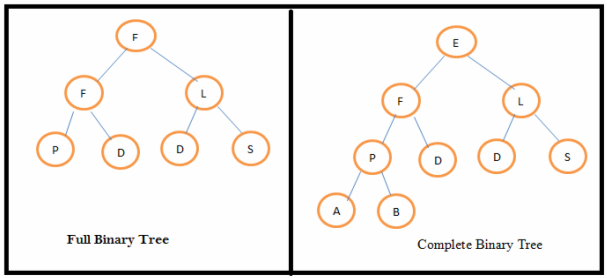 F
F L
P D D S
Full Binary Tree
E
F L
P D D S
A B
Complete Binary Tree